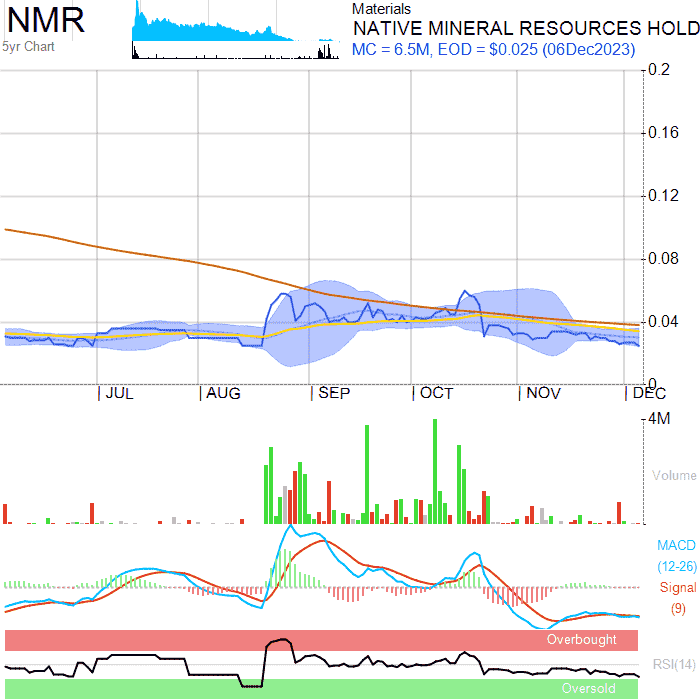 NMR
5yr Chart
Materials
NATIVE MINERAL RESOURCES HOLD
MC = 6.5M, EOD = $0.025 (06Dec2023)
0.2
0.16
0.12
0.08
0.04
0
JUL AUG SEP OCT NOV DEC
4M
Volume
MACD
(12-26)
Signal
(9)
Overbought
RSI(14)
Oversold